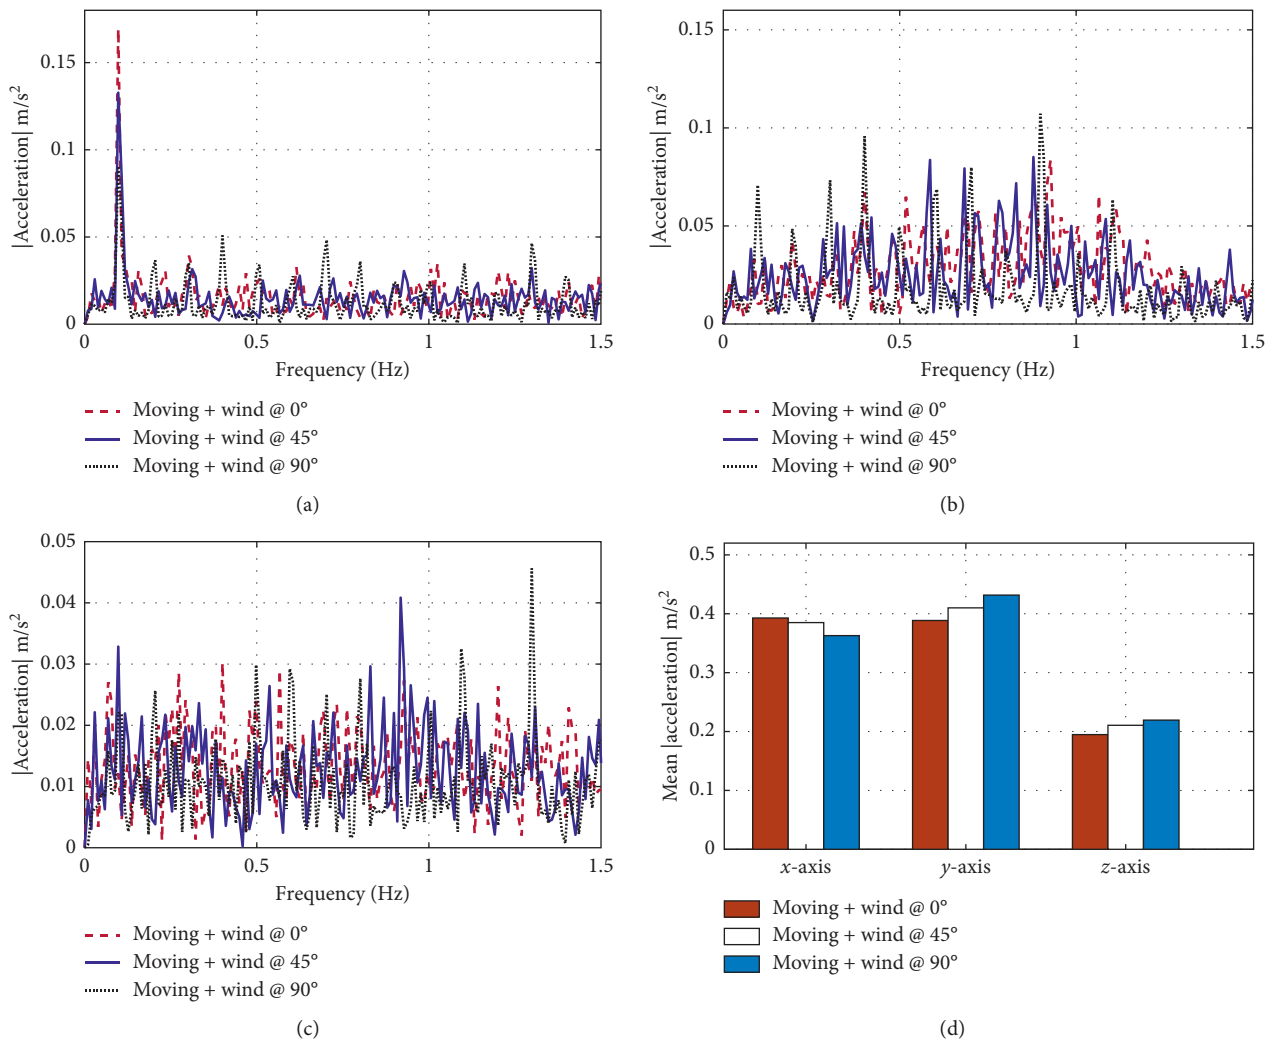 0.15
0.1
0.05
0
|Acceleration| m/s²
0 0.5 1 1.5
Frequency (Hz)
Moving + wind @ 0°
Moving + wind @ 45°
Moving + wind @ 90°
(a)
0.15
0.1
0.05
0
|Acceleration| m/s²
0 0.5 1 1.5
Frequency (Hz)
Moving + wind @ 0°
Moving + wind @ 45°
Moving + wind @ 90°
(b)
0.05
0.04
0.03
0.02
0.01
0
|Acceleration| m/s²
0 0.5 1 1.5
Frequency (Hz)
Moving + wind @ 0°
Moving + wind @ 45°
Moving + wind @ 90°
(c)
0.5
0.4
0.3
0.2
0.1
0
Mean |acceleration| m/s²
x-axis y-axis z-axis
Moving + wind @ 0°
Moving + wind @ 45°
Moving + wind @ 90°
(d)